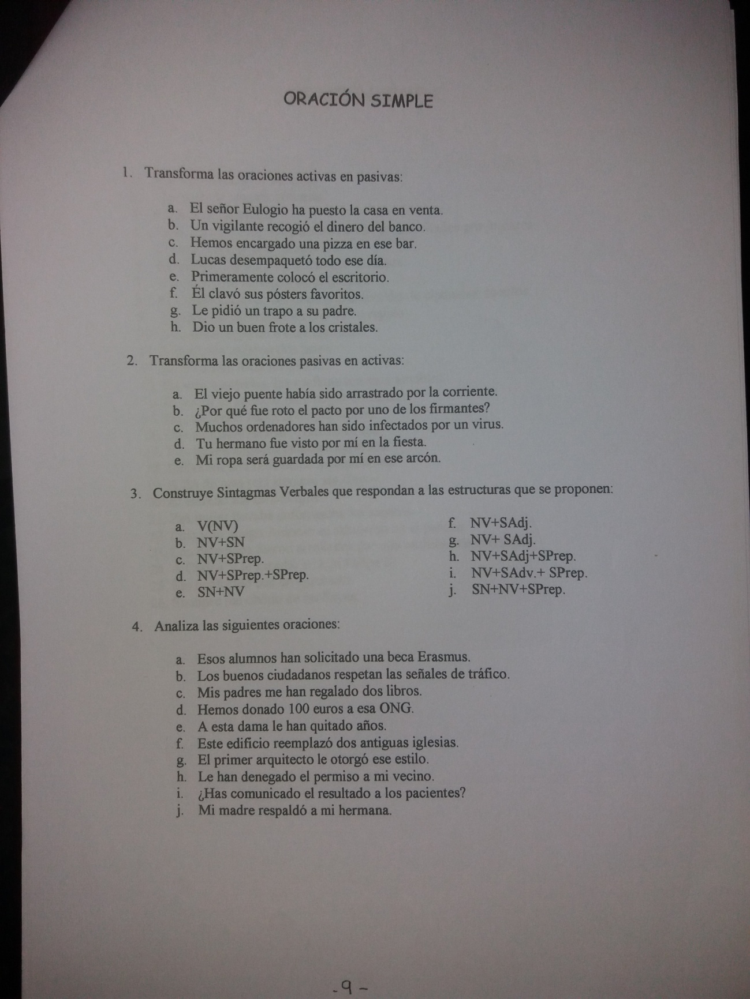 ORACIÓN SIMPLE
1. Transforma las oraciones activas en pasivas:
a. El señor Eulogio ha puesto la casa en venta.
b. Un vigilante recogió el dinero del banco.
c. Hemos encargado una pizza en ese bar.
d. Lucas desempaquetó todo ese día.
e. Primeramente colocó el escritorio.
f. Él clavó sus pósters favoritos.
g. Le pidió un trapo a su padre.
h. Dio un buen frote a los cristales.
2. Transforma las oraciones pasivas en activas:
a. El viejo puente había sido arrastrado por la corriente.
b. ¿Por qué fue roto el pacto por uno de los firmantes?
c. Muchos ordenadores han sido infectados por un virus.
d. Tu hermano fue visto por mí en la fiesta.
e. Mi ropa será guardada por mí en ese arcón.
3. Construye Sintagmas Verbales que respondan a las estructuras que se proponen:
a. V(NV)
b. NV+SN
c. NV+SPrep.
d. NV+SPrep.+SPrep.
e. SN+NV
f. NV+SAdj.
g. NV+ SAdj.
h. NV+SAdj+SPrep.
i. NV+SAdv.+ SPrep.
j. SN+NV+SPrep.
4. Analiza las siguientes oraciones:
a. Esos alumnos han solicitado una beca Erasmus.
b. Los buenos ciudadanos respetan las señales de tráfico.
c. Mis padres me han regalado dos libros.
d. Hemos donado 100 euros a esa ONG.
e. A esta dama le han quitado años.
f. Este edificio reemplazó dos antiguas iglesias.
g. El primer arquitecto le otorgó ese estilo.
h. Le han denegado el permiso a mi vecino.
i. ¿Has comunicado el resultado a los pacientes?
j. Mi madre respaldó a mi hermana.
- 9 -